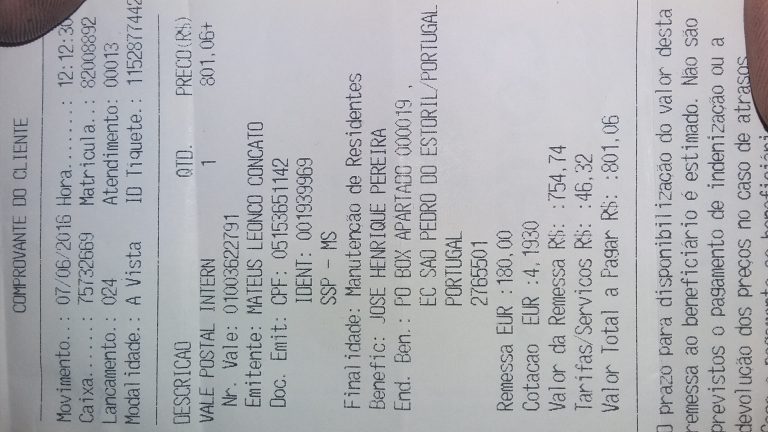 COMPROVANTE DO CLIENTE
Movimento..: 07/06/2016 Hora........: 12:12:30
Caixa......: 75732669 Matricula...: 82008892
Lancamento.: 024 Atendimento: 00013
Modalidade.: A Vista ID Tiquete.: 1152877442
DESCRICAO QTD. PRECO(R$)
VALE POSTAL INTERN 1 801,06+
Nr. Vale: 01003622791
Emitente: MATEUS LEONCO CONCATO
Doc. Emit: CPF: 05153651142
IDENT: 001939969
SSP - MS
Finalidade: Manutencão de Residentes
Benefic: JOSE HENRIQUE PEREIRA
End. Ben.: PO BOX APARTADO 000019 ,
EC SAO PEDRO DO ESTORIL/PORTUGAL
PORTUGAL
2765501
Remessa EUR :180,00
Cotacao EUR :4,1930
Valor da Remessa R$: :754,74
Tarifas/Servicos R$: :46,32
Valor Total a Pagar R$: :801,06
O prazo para disponibilização do valor desta
remessa ao beneficiário é estimado. Não são
previstos o pagamento de indenização ou a
devolução dos preços no caso de atrasos